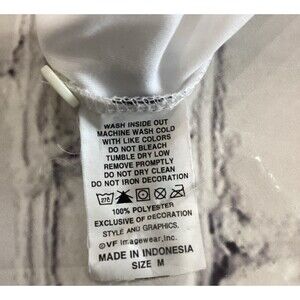 WASH INSIDE OUT
MACHINE WASH COLD
WITH LIKE COLORS
DO NOT BLEACH
TUMBLE DRY LOW
REMOVE PROMPTLY
DO NOT DRY CLEAN
DO NOT IRON DECORATION
100% POLYESTER
EXCLUSIVE OF DECORATION
STYLE AND GRAPHICS.
©VF Imagewear,Inc.
MADE IN INDONESIA
SIZE M